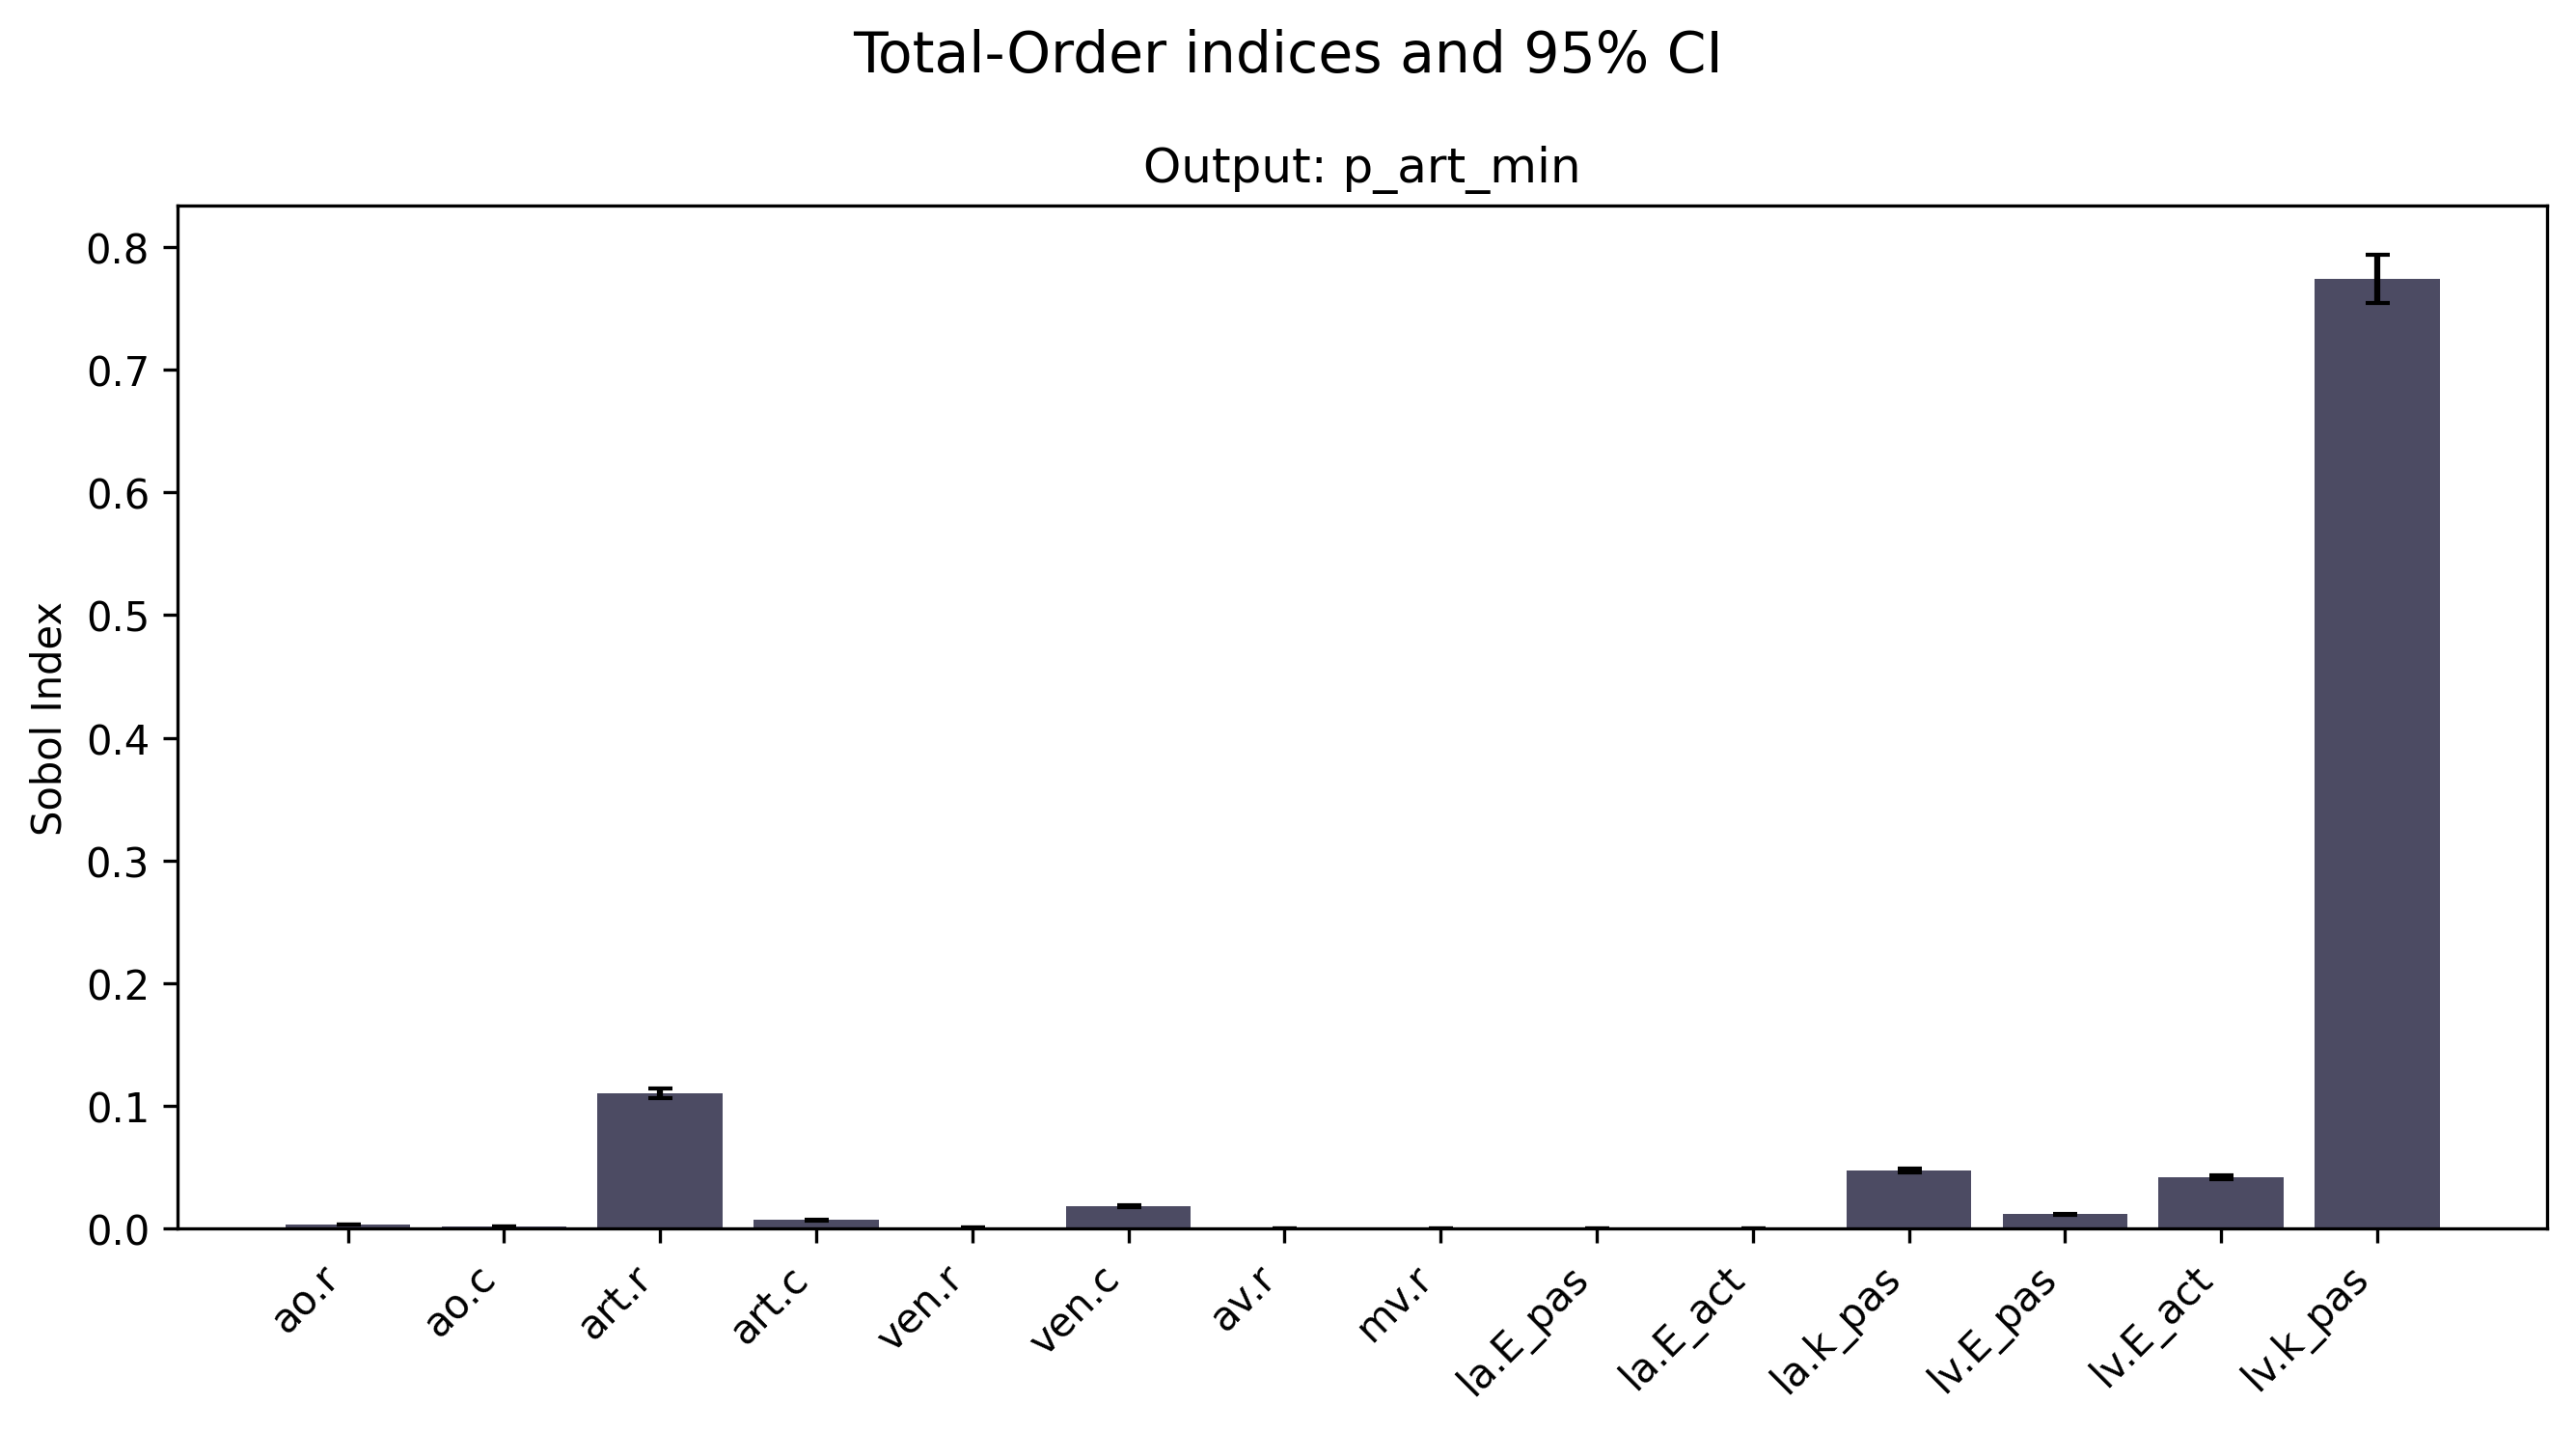 Total-Order indices and 95% CI
Output: p_art_min
Sobol Index
0.8
0.7
0.6
0.5
0.4
0.3
0.2
0.1
0.0
ao.r
ao.c
art.r
art.c
ven.r
ven.c
av.r
mv.r
la.E_pas
la.E_act
la.k_pas
lv.E_pas
lv.E_act
lv.k_pas